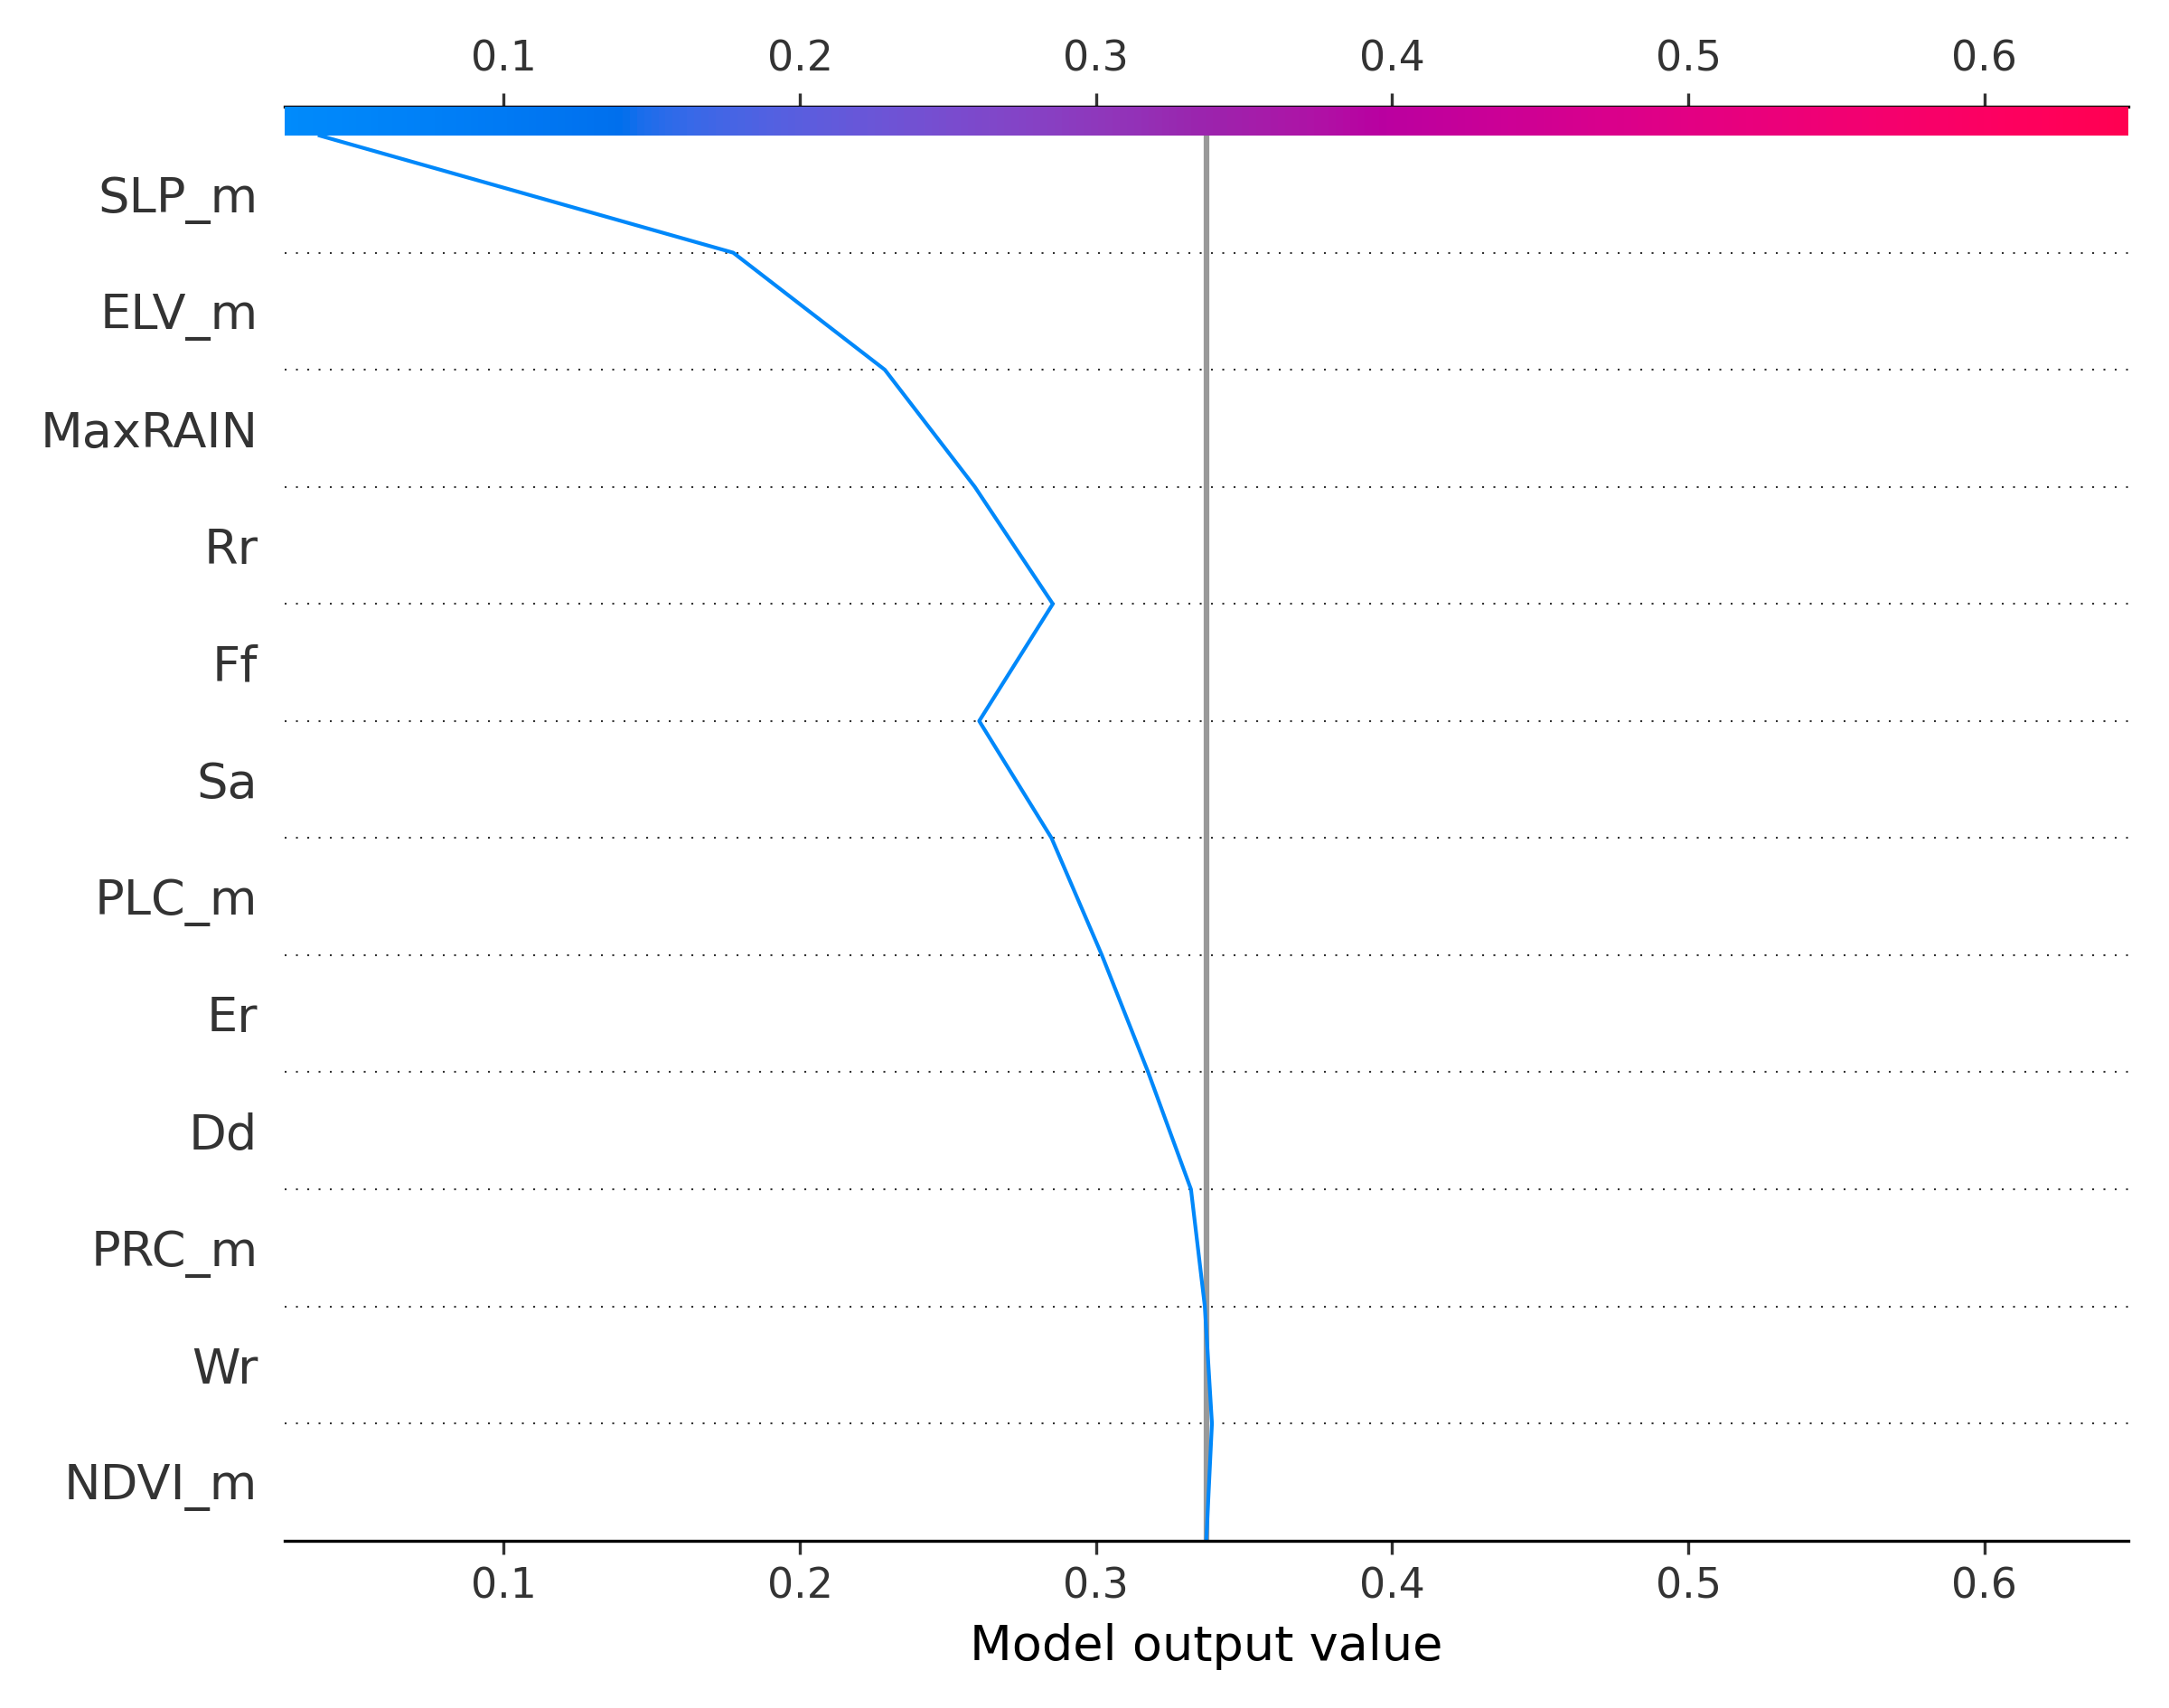 0.1 0.2 0.3 0.4 0.5 0.6
SLP_m
ELV_m
MaxRAIN
Rr
Ff
Sa
PLC_m
Er
Dd
PRC_m
Wr
NDVI_m
0.1 0.2 0.3 0.4 0.5 0.6
Model output value